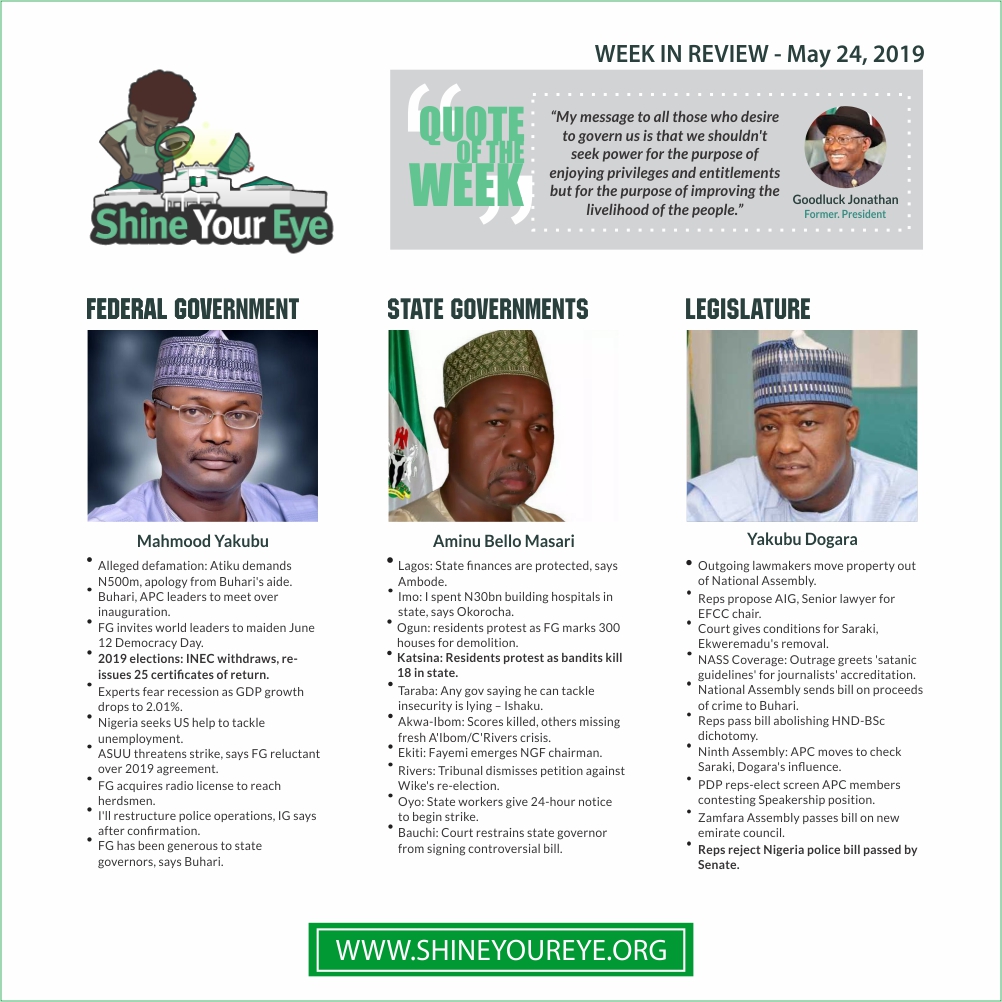 WEEK IN REVIEW - May 24, 2019
Shine Your Eye
“QUOTE
OF THE
WEEK”
“My message to all those who desire
to govern us is that we shouldn't
seek power for the purpose of
enjoying privileges and entitlements
but for the purpose of improving the
livelihood of the people.”
Goodluck Jonathan
Former. President
FEDERAL GOVERNMENT
Mahmood Yakubu
• Alleged defamation: Atiku demands
N500m, apology from Buhari's aide.
• Buhari, APC leaders to meet over
inauguration.
• FG invites world leaders to maiden June
12 Democracy Day.
• 2019 elections: INEC withdraws, re-
issues 25 certificates of return.
• Experts fear recession as GDP growth
drops to 2.01%.
• Nigeria seeks US help to tackle
unemployment.
• ASUU threatens strike, says FG reluctant
over 2019 agreement.
• FG acquires radio license to reach
herdsmen.
• I'll restructure police operations, IG says
after confirmation.
• FG has been generous to state
governors, says Buhari.
STATE GOVERNMENTS
Aminu Bello Masari
• Lagos: State finances are protected, says
Ambode.
• Imo: I spent N30bn building hospitals in
state, says Okorocha.
• Ogun: residents protest as FG marks 300
houses for demolition.
• Katsina: Residents protest as bandits kill
18 in state.
• Taraba: Any gov saying he can tackle
insecurity is lying – Ishaku.
• Akwa-Ibom: Scores killed, others missing
fresh A'Ibom/C'Rivers crisis.
• Ekiti: Fayemi emerges NGF chairman.
• Rivers: Tribunal dismisses petition against
Wike's re-election.
• Oyo: State workers give 24-hour notice
to begin strike.
• Bauchi: Court restrains state governor
from signing controversial bill.
LEGISLATURE
Yakubu Dogara
• Outgoing lawmakers move property out
of National Assembly.
• Reps propose AIG, Senior lawyer for
EFCC chair.
• Court gives conditions for Saraki,
Ekweremadu's removal.
• NASS Coverage: Outrage greets 'satanic
guidelines' for journalists' accreditation.
• National Assembly sends bill on proceeds
of crime to Buhari.
• Reps pass bill abolishing HND-BSc
dichotomy.
• Ninth Assembly: APC moves to check
Saraki, Dogara's influence.
• PDP reps-elect screen APC members
contesting Speakership position.
• Zamfara Assembly passes bill on new
emirate council.
• Reps reject Nigeria police bill passed by
Senate.
WWW.SHINEYOUREYE.ORG